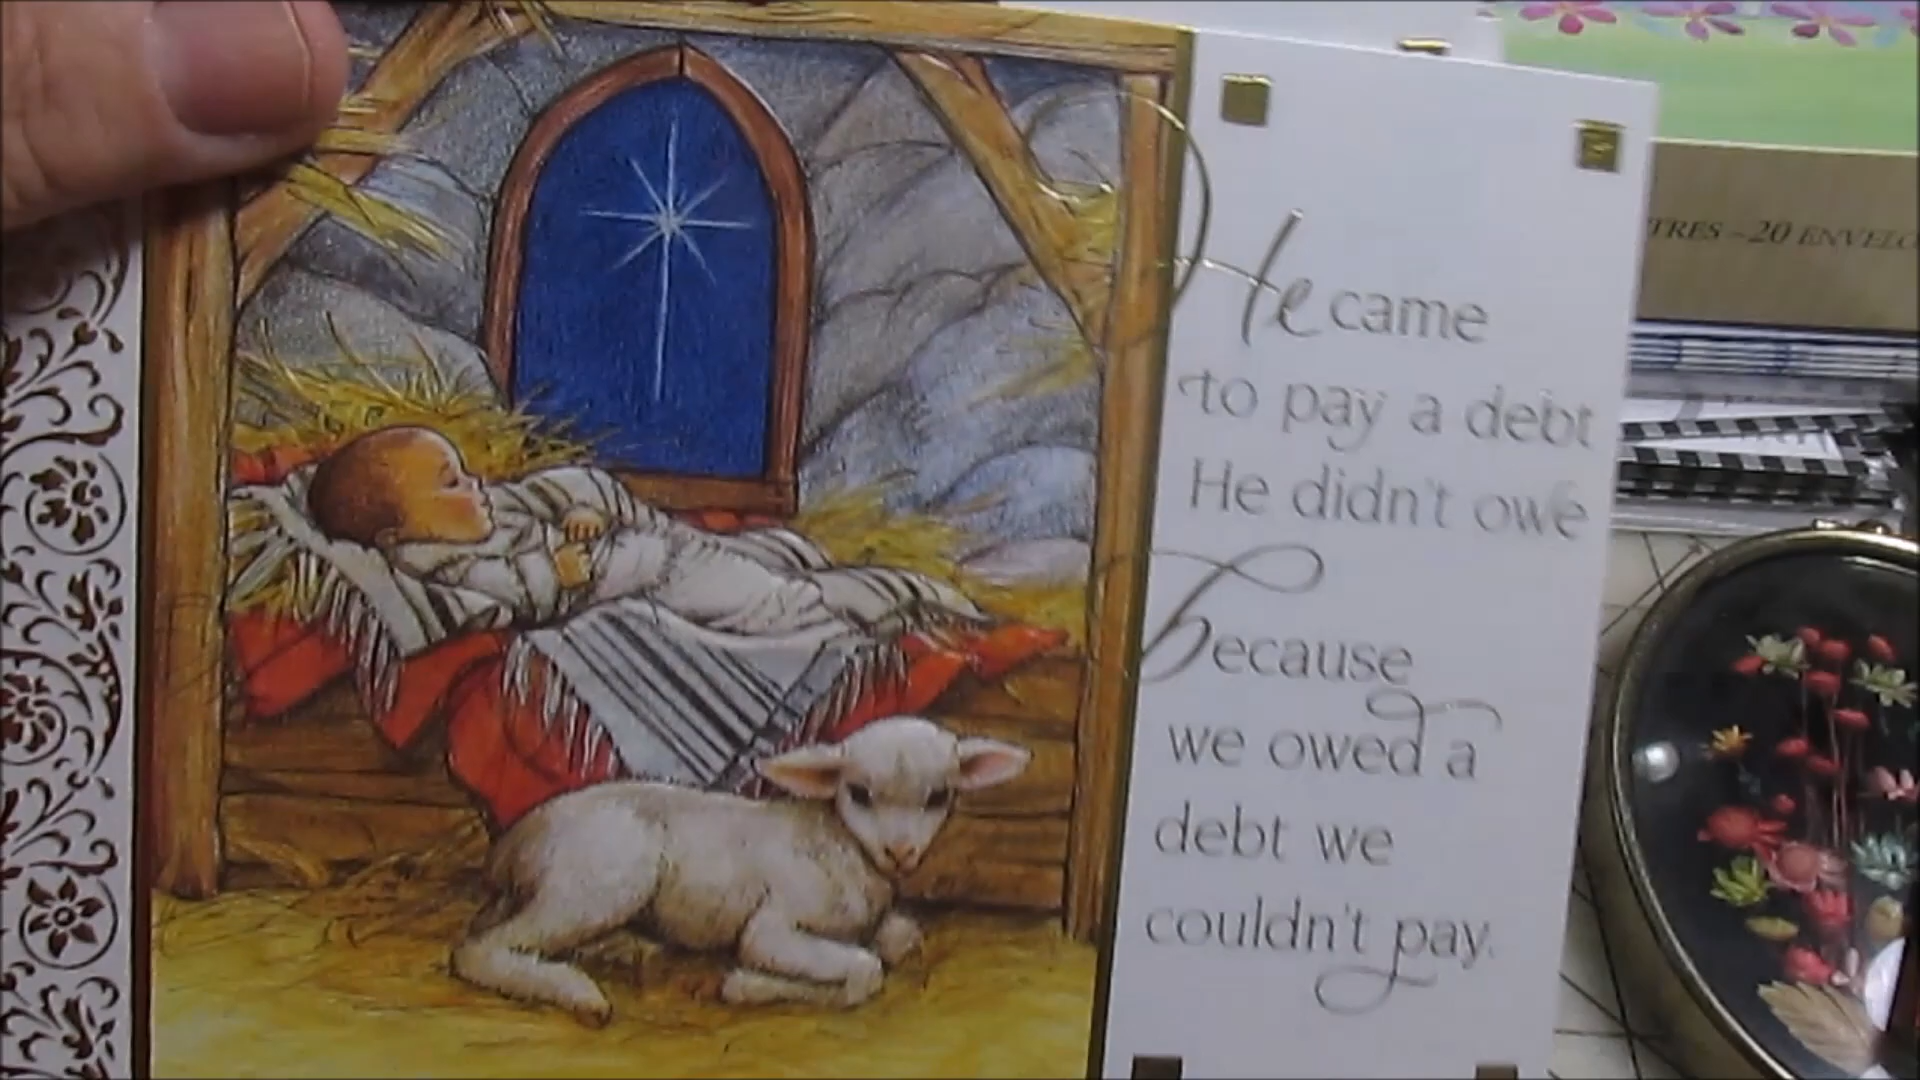 He came
to pay a debt
He didn't owe
because
we owed a
debt we
couldn't pay.
TRES – 20 ENVELO